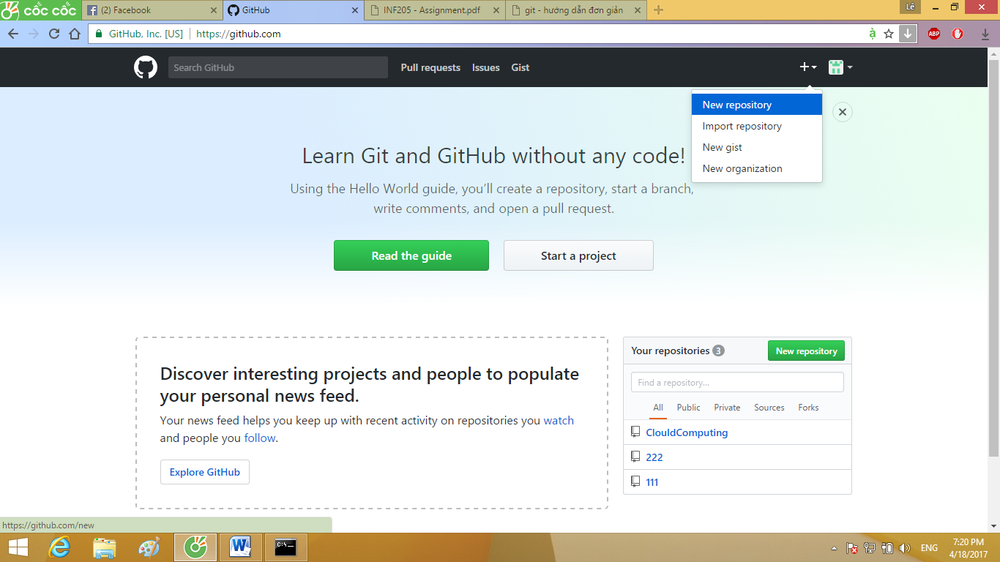 cốc cốc
(2) Facebook
GitHub
INF205 - Assignment.pdf
git - hướng dẫn đơn giản
Lê
GitHub, Inc. [US]
https://github.com
ạ̀
ABP
Search GitHub
Pull requests
Issues
Gist
New repository
Import repository
New gist
New organization
Learn Git and GitHub without any code!
Using the Hello World guide, you’ll create a repository, start a branch,
write comments, and open a pull request.
Read the guide
Start a project
Discover interesting projects and people to populate
your personal news feed.
Your news feed helps you keep up with recent activity on repositories you watch
and people you follow.
Explore GitHub
Your repositories 3
New repository
Find a repository...
All
Public
Private
Sources
Forks
ClouldComputing
222
111
https://github.com/new
ENG
7:20 PM
4/18/2017